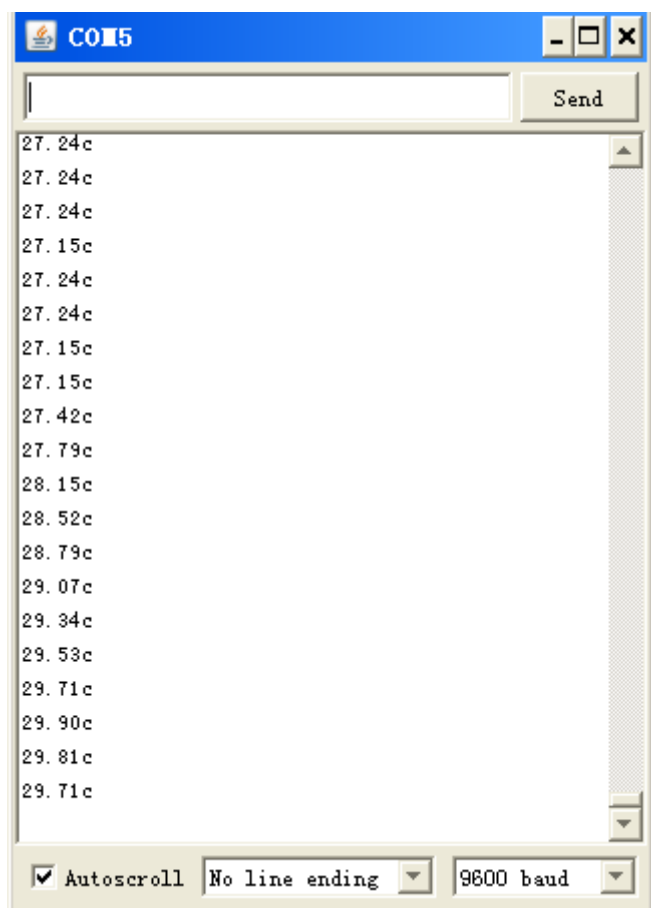 COM5
Send
27.24c
27.24c
27.24c
27.15c
27.24c
27.24c
27.15c
27.15c
27.42c
27.79c
28.15c
28.52c
28.79c
29.07c
29.34c
29.53c
29.71c
29.90c
29.81c
29.71c
Autoscroll No line ending 9600 baud